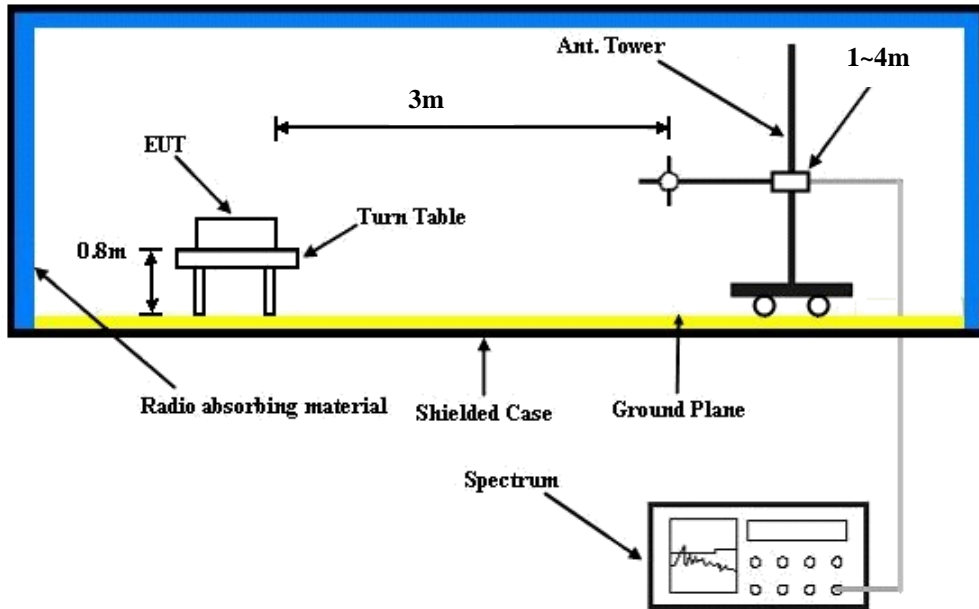 Ant. Tower
1~4m
3m
EUT
Turn Table
0.8m
Radio absorbing material
Shielded Case
Ground Plane
Spectrum